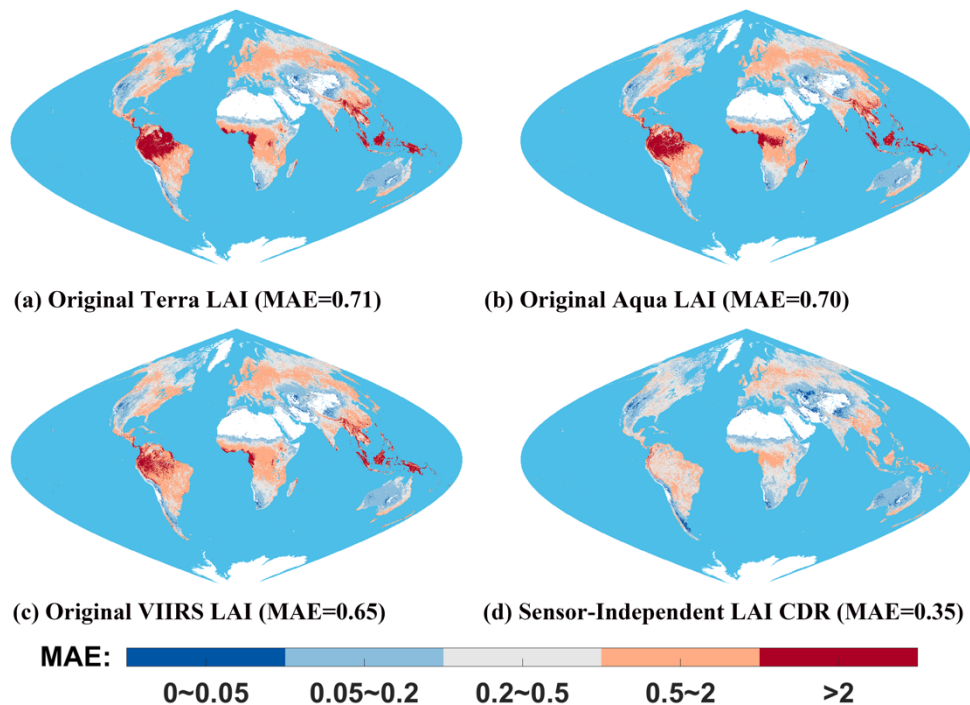 (a) Original Terra LAI (MAE=0.71)
(b) Original Aqua LAI (MAE=0.70)
(c) Original VIIRS LAI (MAE=0.65)
(d) Sensor-Independent LAI CDR (MAE=0.35)
MAE:
0~0.05 0.05~0.2 0.2~0.5 0.5~2 >2